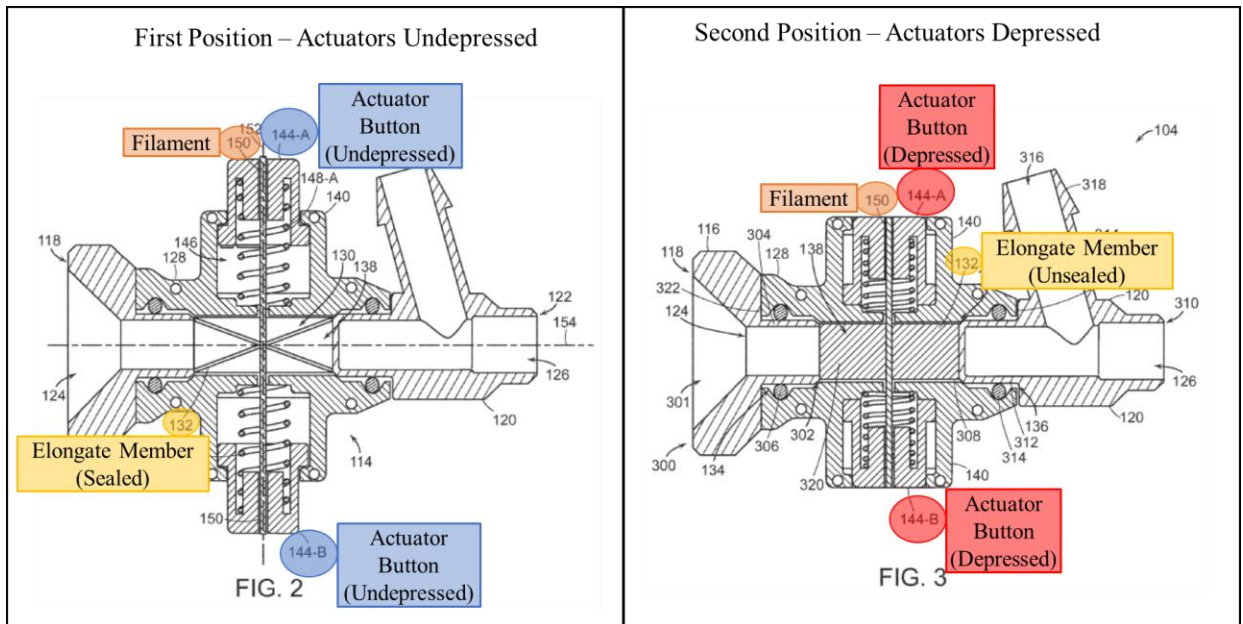 First Position – Actuators Undepressed
Second Position – Actuators Depressed
Filament
152
150
144-A
Actuator
Button
(Undepressed)
148-A
140
146
118
128
130
138
122
154
124
126
132
120
Elongate Member
(Sealed)
114
150
144-B
Actuator
Button
(Undepressed)
FIG. 2
Actuator
Button
(Depressed)
104
316
318
Filament
150
144-A
140
116
118
304
128
138
132
Elongate Member
(Unsealed)
322
120
310
124
126
301
136
120
300
134
306
302
308
312
314
320
140
144-B
Actuator
Button
(Depressed)
FIG. 3